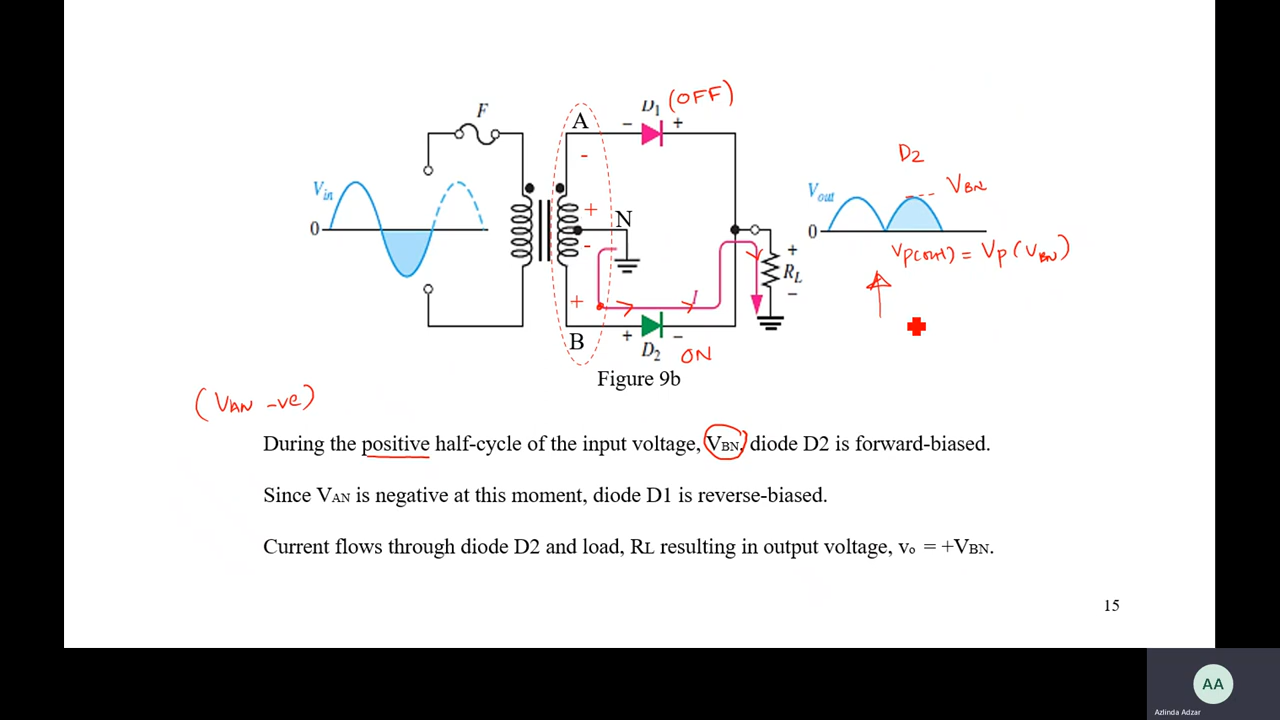 F
D1 (OFF)
A
- +
-
D2
Vin
Vout
VBN
+
N
0
-
0
+
RL
-
VP(out) = VP (VBN)
+
I
B
+ -
D2 ON
Figure 9b
(VAN -ve)
During the positive half-cycle of the input voltage, VBN, diode D2 is forward-biased.
Since VAN is negative at this moment, diode D1 is reverse-biased.
Current flows through diode D2 and load, RL resulting in output voltage, vo = +VBN.
15
AA
Azlinda Adzar